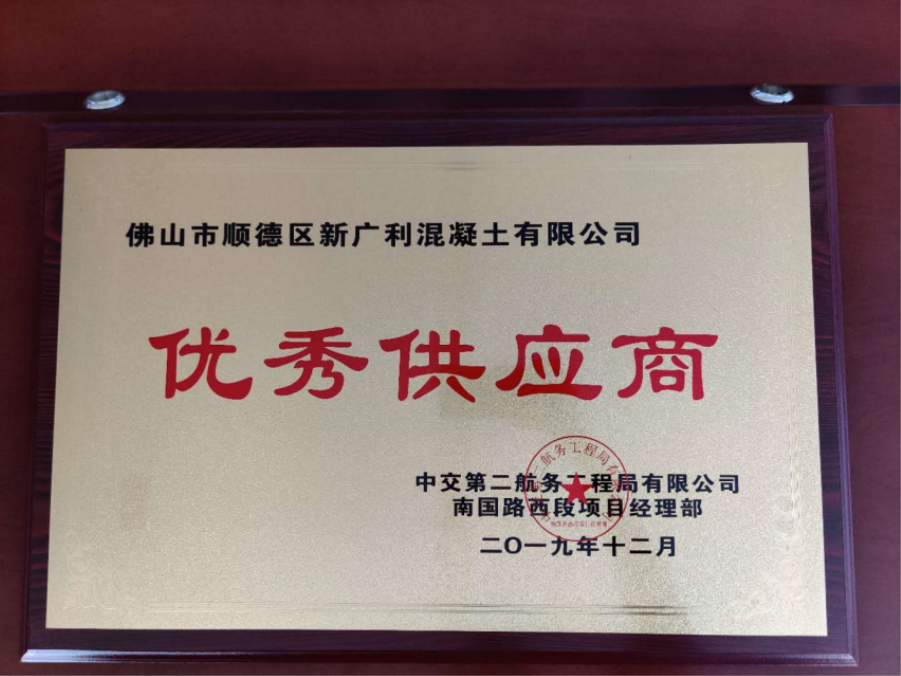 佛山市顺德区新广利混凝土有限公司
优秀供应商
中交第二航务工程局有限公司
南国路西段项目经理部
二〇一九年十二月